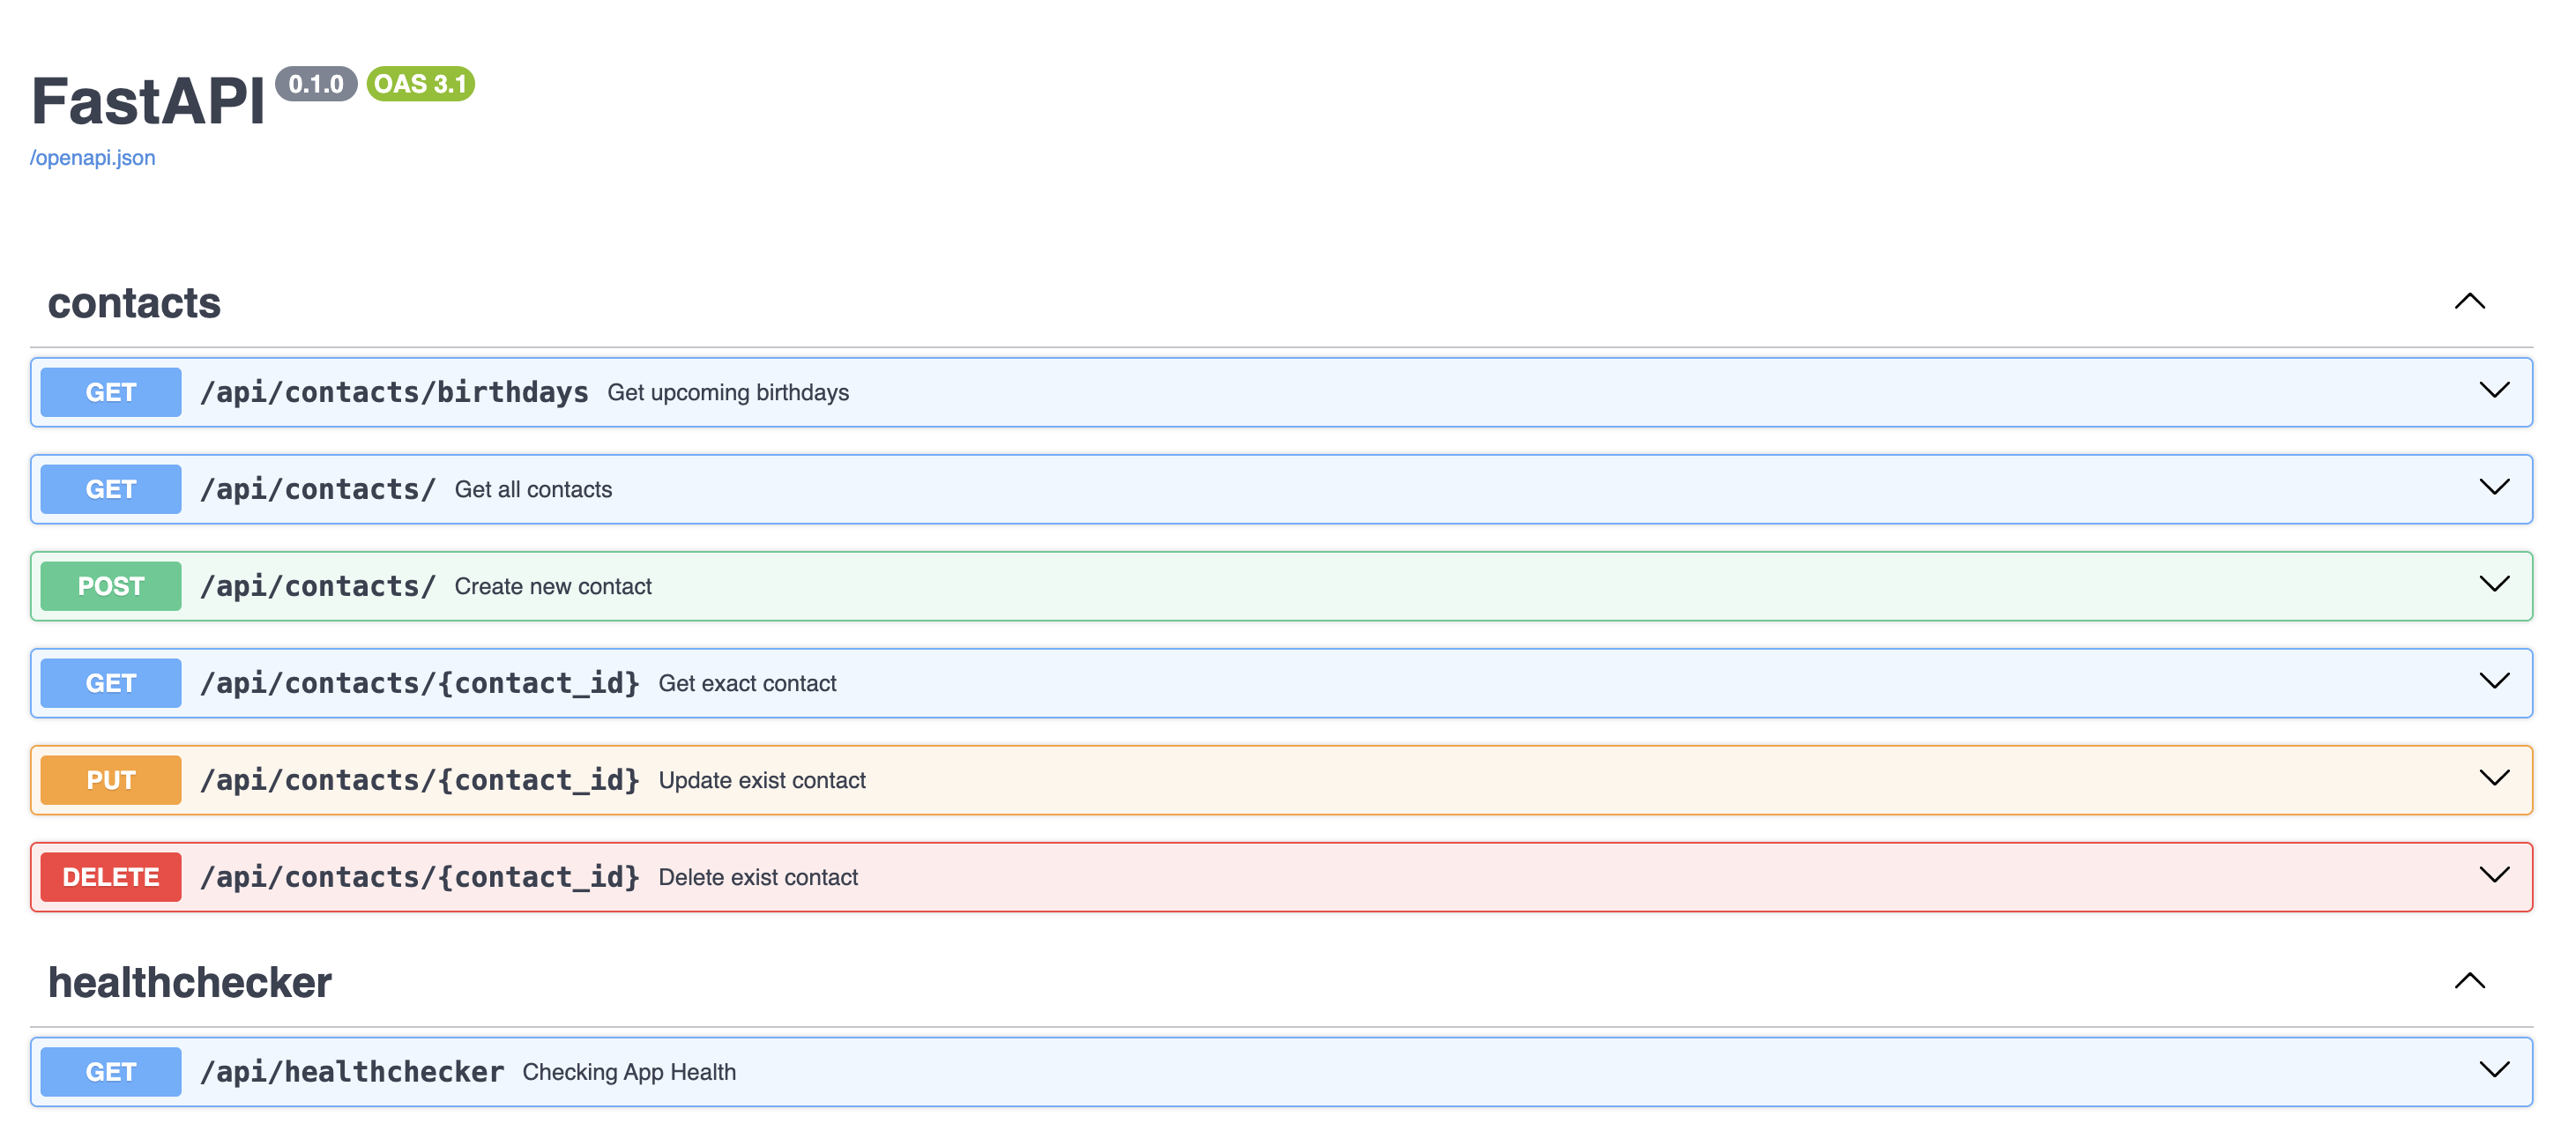 FastAPI 0.1.0 OAS 3.1
/openapi.json
contacts
GET /api/contacts/birthdays Get upcoming birthdays
GET /api/contacts/ Get all contacts
POST /api/contacts/ Create new contact
GET /api/contacts/{contact_id} Get exact contact
PUT /api/contacts/{contact_id} Update exist contact
DELETE /api/contacts/{contact_id} Delete exist contact
healthchecker
GET /api/healthchecker Checking App Health